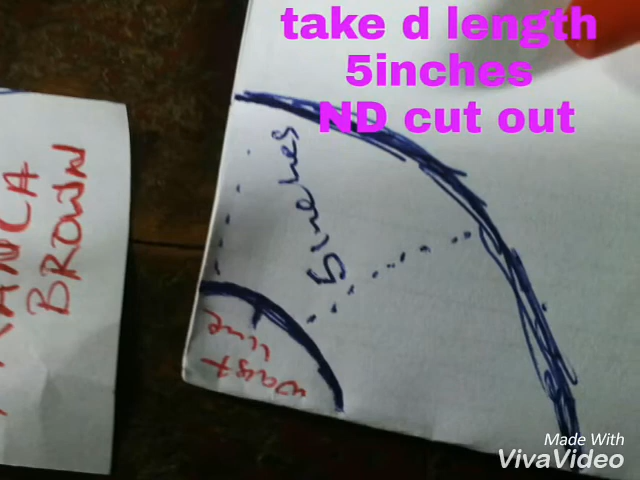 take d length
5inches
ND cut out
5inches
waist
line
BROWN
Made With
VivaVideo